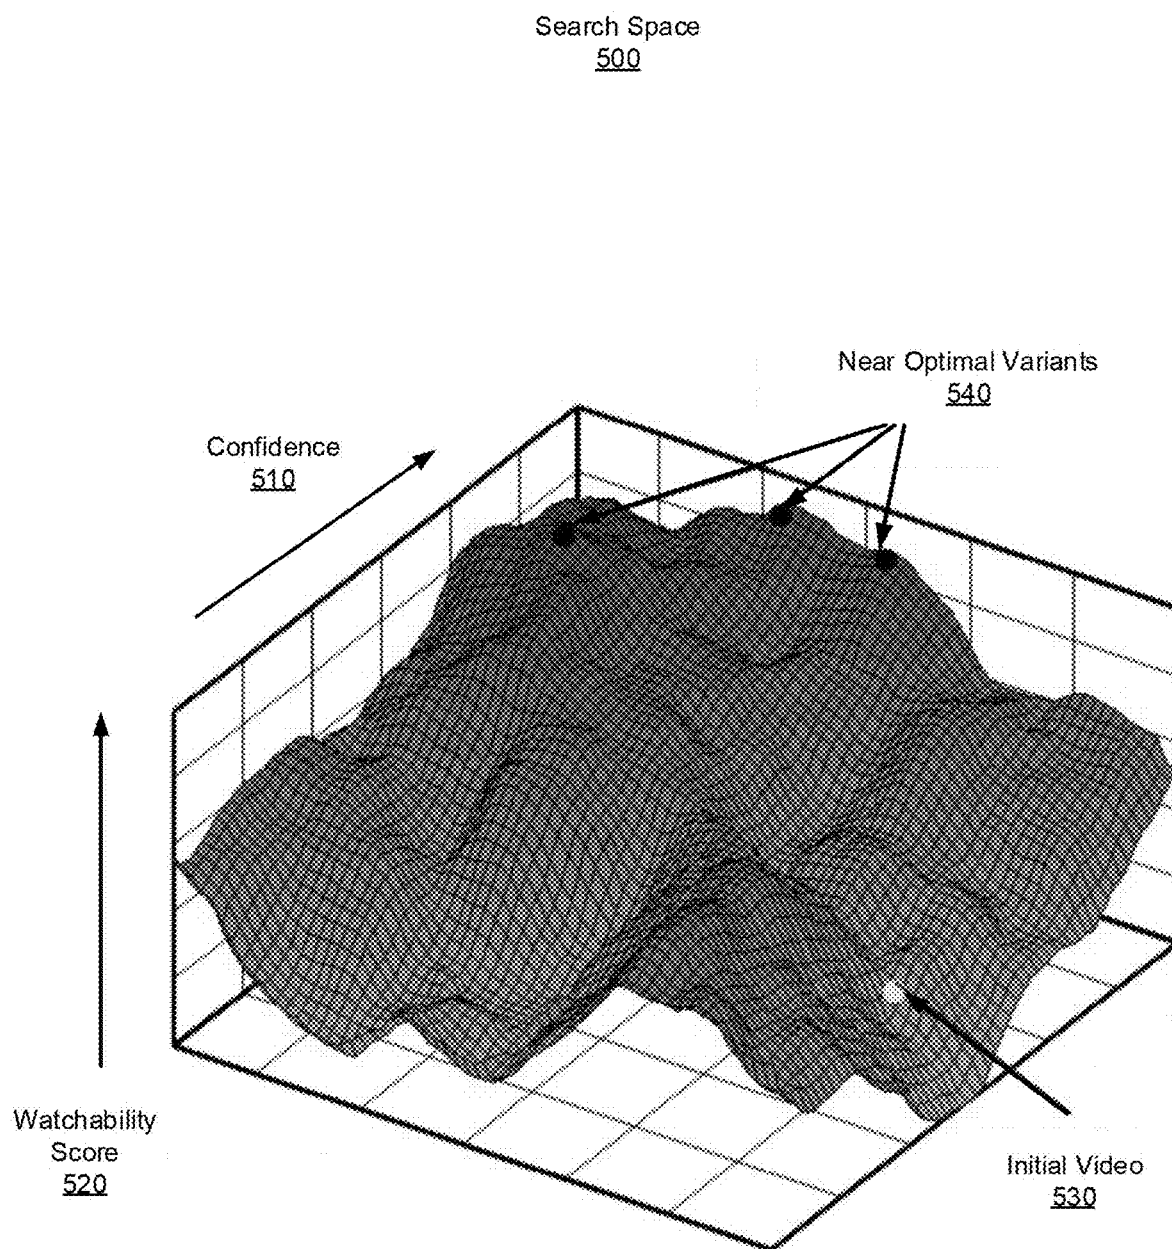 Search Space
500
Near Optimal Variants
540
Confidence
510
Watchability
Score
520
Initial Video
530